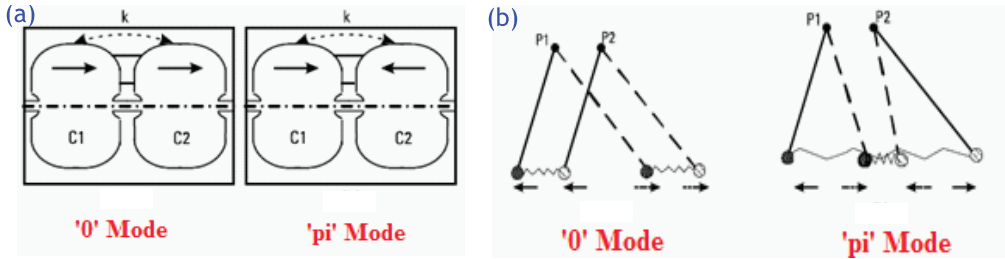 (a)
k
C1 C2
'0' Mode
k
C1 C2
'pi' Mode
(b)
P1 P2
'0' Mode
P1 P2
'pi' Mode